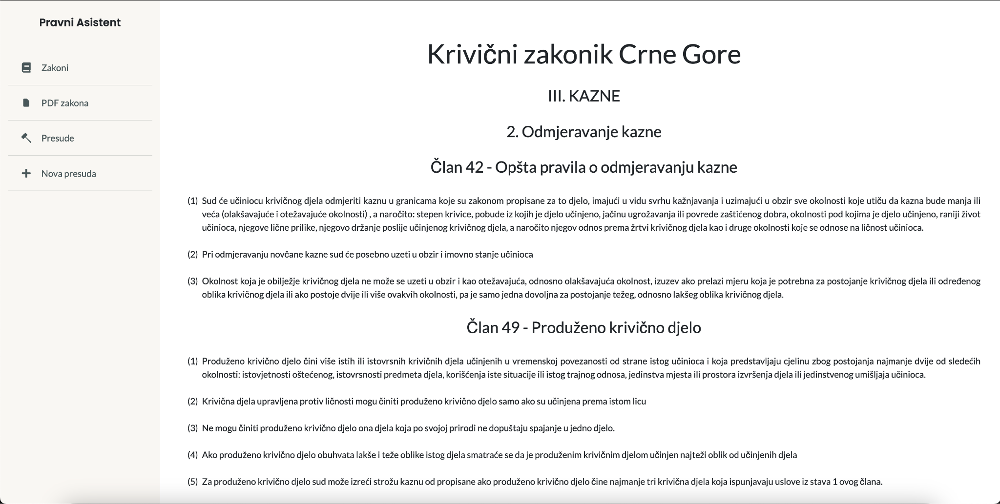 Pravni Asistent
Zakoni
PDF zakona
Presude
Nova presuda
Krivični zakonik Crne Gore
III. KAZNE
2. Odmjeravanje kazne
Član 42 - Opšta pravila o odmjeravanju kazne
(1) Sud će učiniocu krivičnog djela odmjeriti kaznu u granicama koje su zakonom propisane za to djelo, imajući u vidu svrhu kažnjavanja i uzimajući u obzir sve okolnosti koje utiču da kazna bude manja ili
veća (olakšavajuće i otežavajuće okolnosti) , a naročito: stepen krivice, pobude iz kojih je djelo učinjeno, jačinu ugrožavanja ili povrede zaštićenog dobra, okolnosti pod kojima je djelo učinjeno, raniji život
učinioca, njegove lične prilike, njegovo držanje poslije učinjenog krivičnog djela, a naročito njegov odnos prema žrtvi krivičnog djela kao i druge okolnosti koje se odnose na ličnost učinioca.
(2) Pri odmjeravanju novčane kazne sud će posebno uzeti u obzir i imovno stanje učinioca
(3) Okolnost koja je obilježje krivičnog djela ne može se uzeti u obzir i kao otežavajuća, odnosno olakšavajuća okolnost, izuzev ako prelazi mjeru koja je potrebna za postojanje krivičnog djela ili određenog
oblika krivičnog djela ili ako postoje dvije ili više ovakvih okolnosti, pa je samo jedna dovoljna za postojanje težeg, odnosno lakšeg oblika krivičnog djela.
Član 49 - Produženo krivično djelo
(1) Produženo krivično djelo čini više istih ili istovrsnih krivičnih djela učinjenih u vremenskoj povezanosti od strane istog učinioca i koja predstavljaju cjelinu zbog postojanja najmanje dvije od sledećih
okolnosti: istovjetnosti oštećenog, istovrsnosti predmeta djela, korišćenja iste situacije ili istog trajnog odnosa, jedinstva mjesta ili prostora izvršenja djela ili jedinstvenog umišljaja učinioca.
(2) Krivična djela upravljena protiv ličnosti mogu činiti produženo krivično djelo samo ako su učinjena prema istom licu
(3) Ne mogu činiti produženo krivično djelo ona djela koja po svojoj prirodi ne dopuštaju spajanje u jedno djelo.
(4) Ako produženo krivično djelo obuhvata lakše i teže oblike istog djela smatraće se da je produženim krivičnim djelom učinjen najteži oblik od učinjenih djela
(5) Za produženo krivično djelo sud može izreći strožu kaznu od propisane ako produženo krivično djelo čine najmanje tri krivična djela koja ispunjavaju uslove iz stava 1 ovog člana.